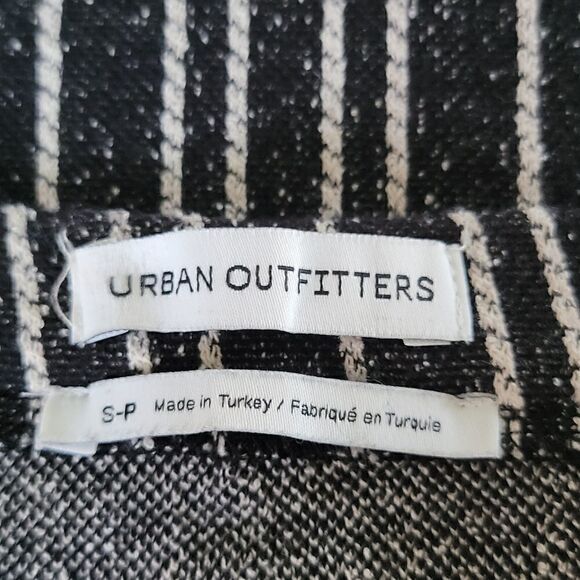 URBAN OUTFITTERS
S-P Made in Turkey / Fabriqué en Turquie